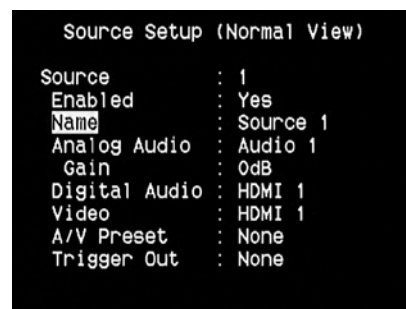 Source Setup (Normal View)
Source : 1
Enabled : Yes
Name : Source 1
Analog Audio : Audio 1
Gain : 0dB
Digital Audio : HDMI 1
Video : HDMI 1
A/V Preset : None
Trigger Out : None